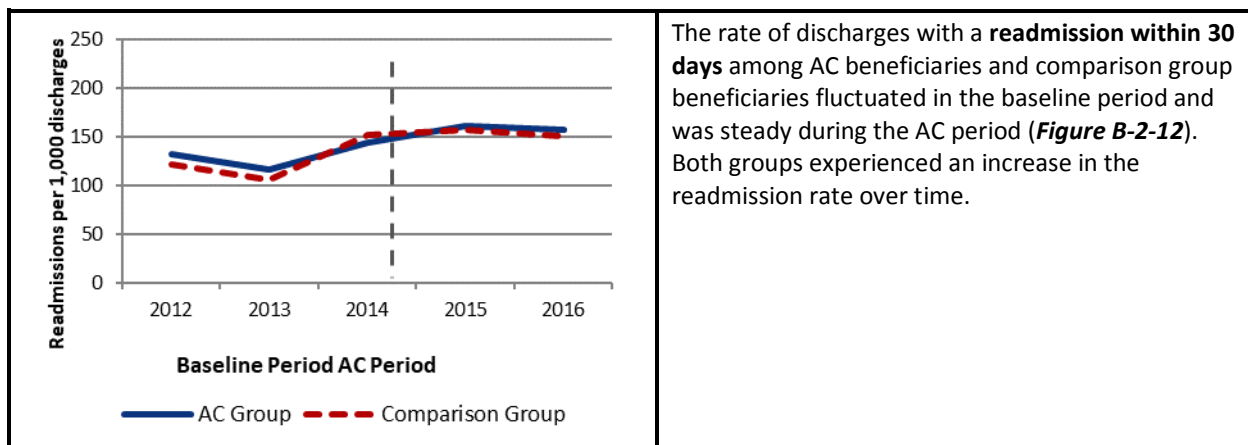 250
200
150
100
50
0
Readmissions per 1,000 discharges
2012 2013 2014 2015 2016
Baseline Period AC Period
AC Group Comparison Group
The rate of discharges with a readmission within 30
days among AC beneficiaries and comparison group
beneficiaries fluctuated in the baseline period and
was steady during the AC period (Figure B-2-12).
Both groups experienced an increase in the
readmission rate over time.